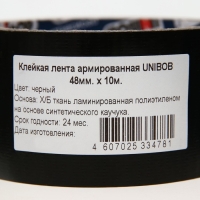 Клейкая лента армированная UNIBOB
48мм. х 10м.
Цвет: черный
Основа: Х/Б ткань ламинированная полиэтиленом
на основе синтетического каучука.
Срок годности: 24 мес.
Дата изготовления:
4 607025 334781